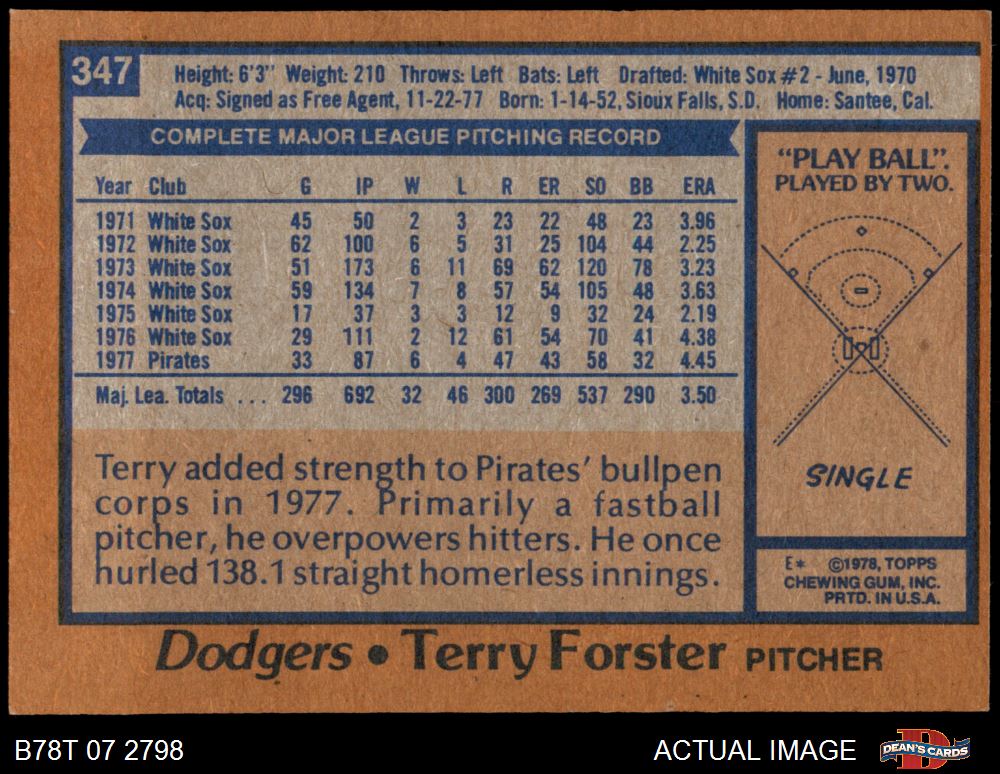 347
Height: 6'3" Weight: 210 Throws: Left Bats: Left Drafted: White Sox #2 - June, 1970
Acq: Signed as Free Agent, 11-22-77 Born: 1-14-52, Sioux Falls, S.D. Home: Santee, Cal.
COMPLETE MAJOR LEAGUE PITCHING RECORD
Year Club G IP W L R ER SO BB ERA
1971 White Sox 45 50 2 3 23 22 48 23 3.96
1972 White Sox 62 100 6 5 31 25 104 44 2.25
1973 White Sox 51 173 6 11 69 62 120 78 3.23
1974 White Sox 59 134 7 8 57 54 105 48 3.63
1975 White Sox 17 37 3 3 12 9 32 24 2.19
1976 White Sox 29 111 2 12 61 54 70 41 4.38
1977 Pirates 33 87 6 4 47 43 58 32 4.45
Maj. Lea. Totals ... 296 692 32 46 300 269 537 290 3.50
Terry added strength to Pirates' bullpen
corps in 1977. Primarily a fastball
pitcher, he overpowers hitters. He once
hurled 138.1 straight homerless innings.
"PLAY BALL".
PLAYED BY TWO.
SINGLE
E* ©1978, TOPPS
CHEWING GUM, INC.
PRTD. IN U.S.A.
Dodgers • Terry Forster PITCHER
B78T 07 2798
ACTUAL IMAGE
DEAN'S CARDS